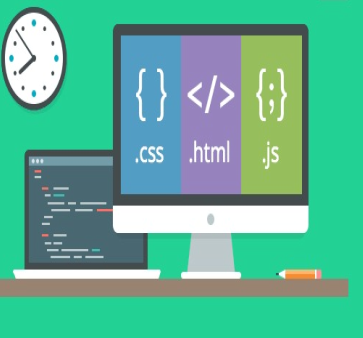 { } </> {;}
.css .html .js